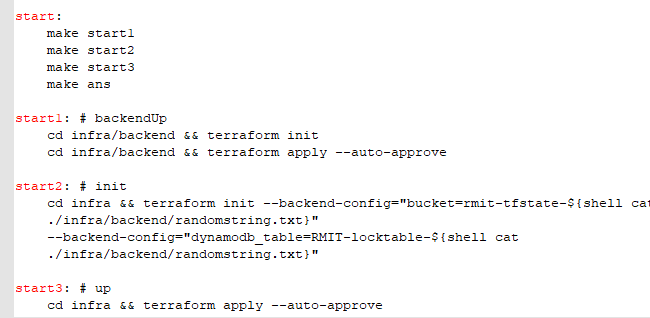 start:
    make start1
    make start2
    make start3
    make ans

start1: # backendUp
    cd infra/backend && terraform init
    cd infra/backend && terraform apply --auto-approve

start2: # init
    cd infra && terraform init --backend-config="bucket=rmit-tfstate-${shell cat
    ./infra/backend/randomstring.txt}"
    --backend-config="dynamodb_table=RMIT-locktable-${shell cat
    ./infra/backend/randomstring.txt}"

start3: # up
    cd infra && terraform apply --auto-approve